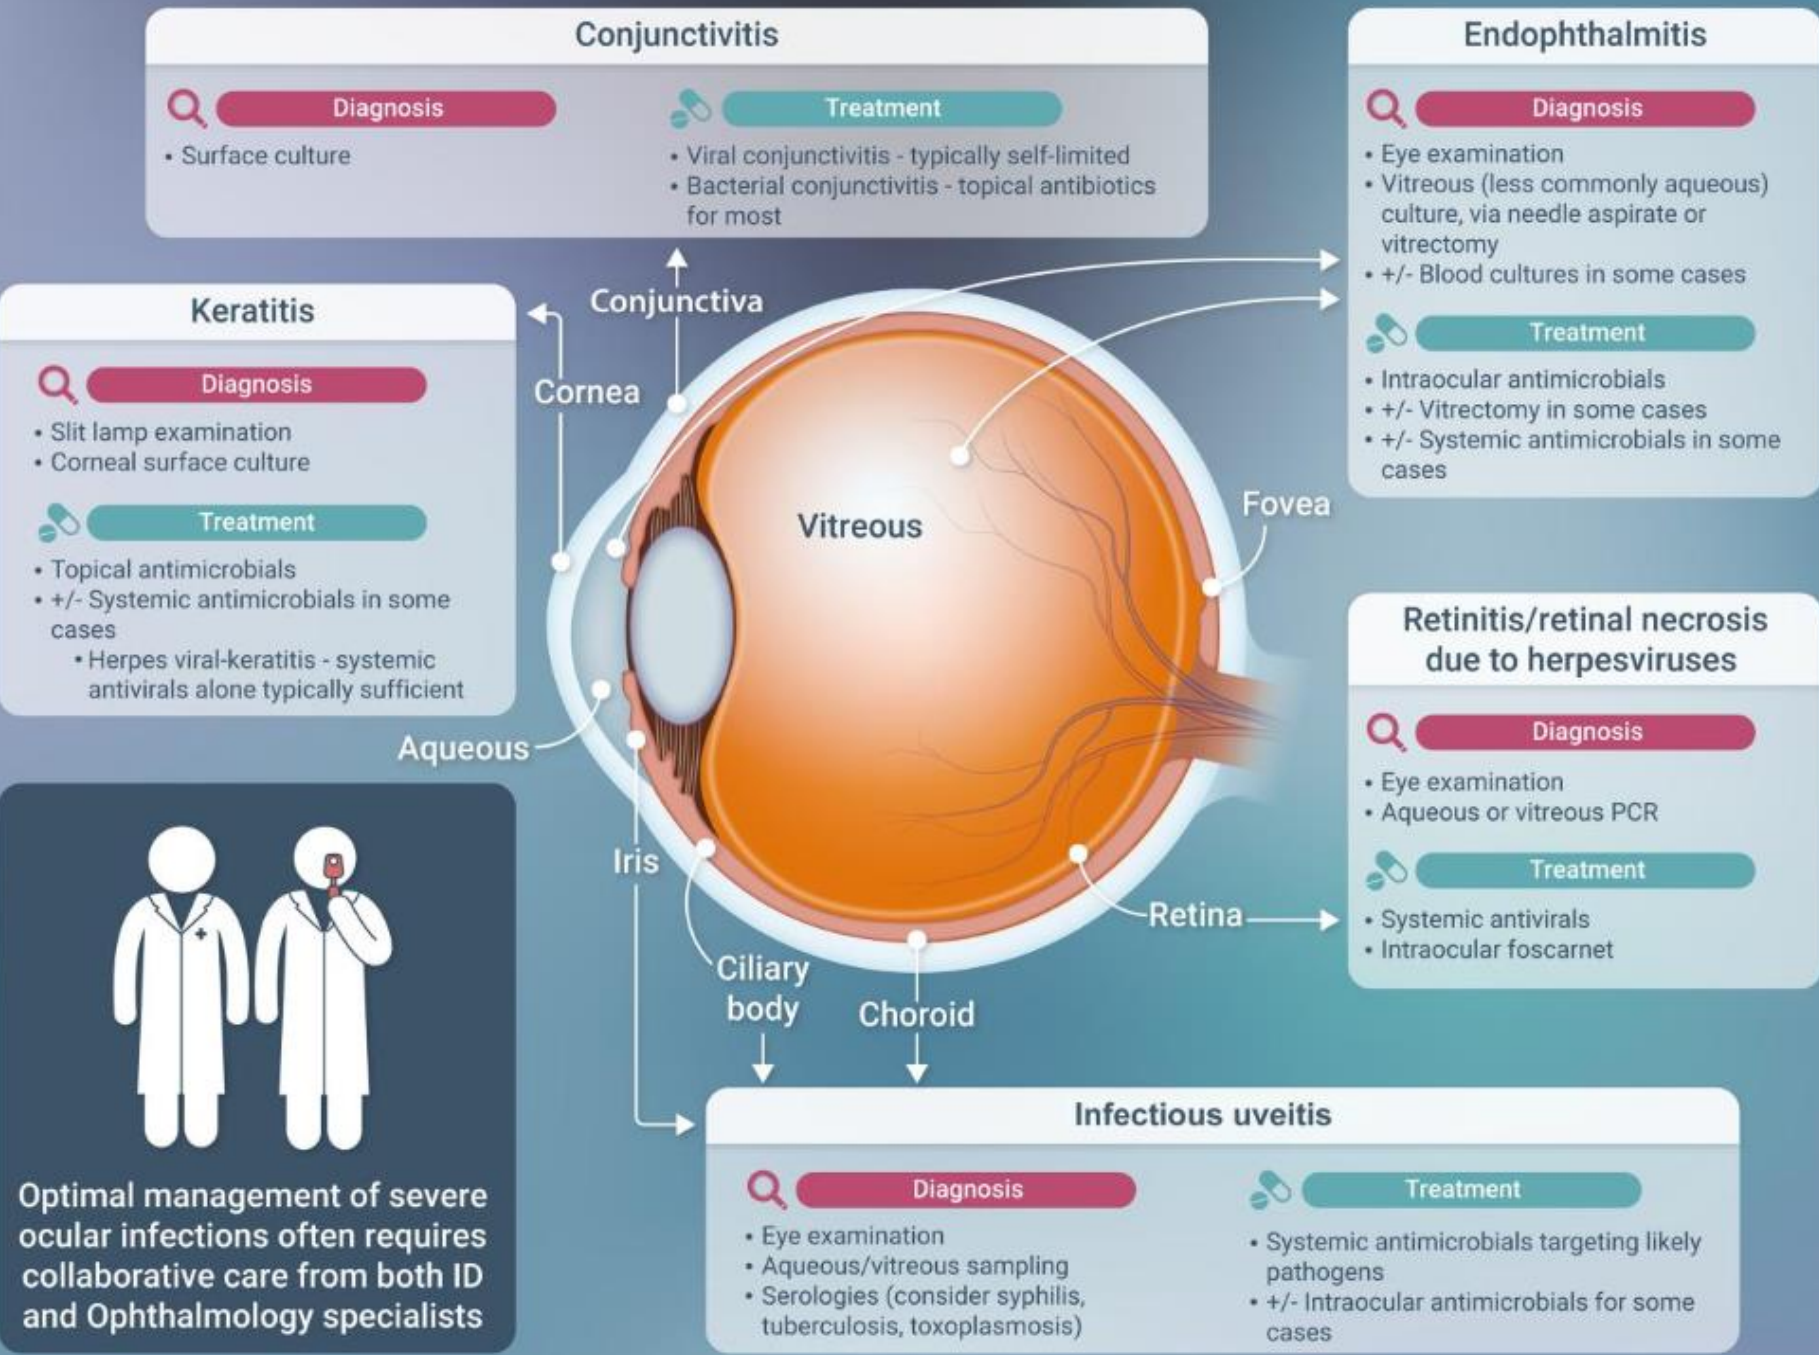 Conjunctivitis
Diagnosis
• Surface culture
Treatment
• Viral conjunctivitis - typically self-limited
• Bacterial conjunctivitis - topical antibiotics
for most
Endophthalmitis
Diagnosis
• Eye examination
• Vitreous (less commonly aqueous)
culture, via needle aspirate or
vitrectomy
• +/- Blood cultures in some cases
Treatment
• Intraocular antimicrobials
• +/- Vitrectomy in some cases
• +/- Systemic antimicrobials in some
cases
Keratitis
Diagnosis
• Slit lamp examination
• Corneal surface culture
Treatment
• Topical antimicrobials
• +/- Systemic antimicrobials in some
cases
• Herpes viral-keratitis - systemic
antivirals alone typically sufficient
Conjunctiva
Cornea
Vitreous
Fovea
Aqueous
Iris
Ciliary
body
Choroid
Retina
Retinitis/retinal necrosis
due to herpesviruses
Diagnosis
• Eye examination
• Aqueous or vitreous PCR
Treatment
• Systemic antivirals
• Intraocular foscarnet
Optimal management of severe
ocular infections often requires
collaborative care from both ID
and Ophthalmology specialists
Infectious uveitis
Diagnosis
• Eye examination
• Aqueous/vitreous sampling
• Serologies (consider syphilis,
tuberculosis, toxoplasmosis)
Treatment
• Systemic antimicrobials targeting likely
pathogens
• +/- Intraocular antimicrobials for some
cases